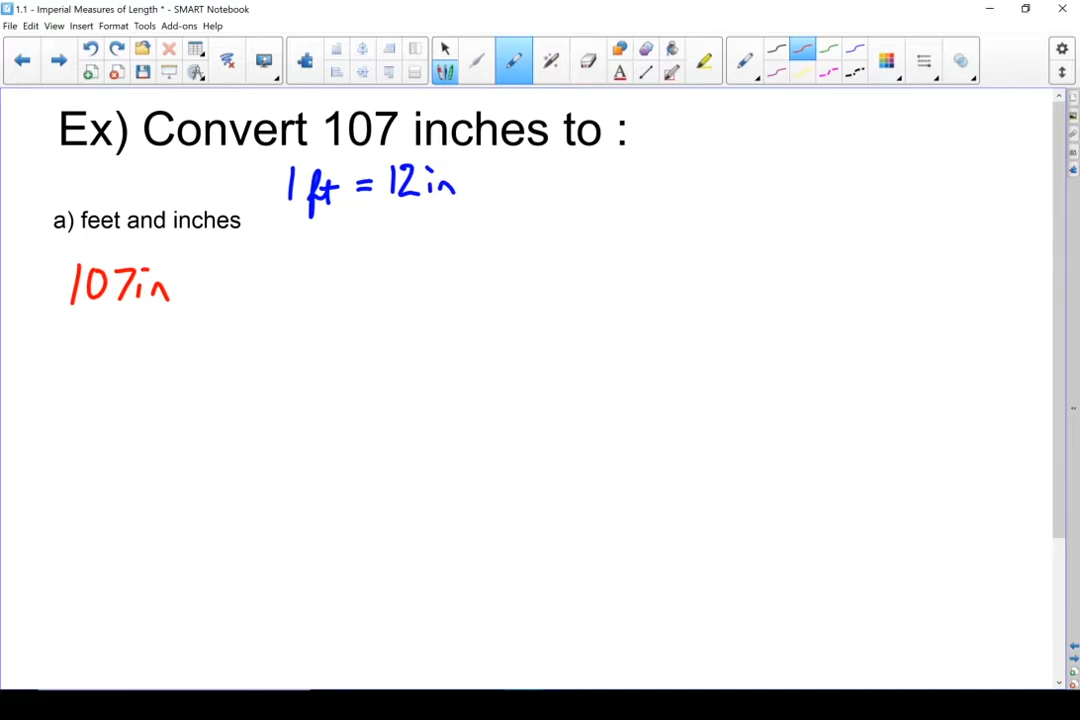 1.1 - Imperial Measures of Length * - SMART Notebook
File Edit View Insert Format Tools Add-ons Help
Ex) Convert 107 inches to :
1 ft = 12 in
a) feet and inches
107in